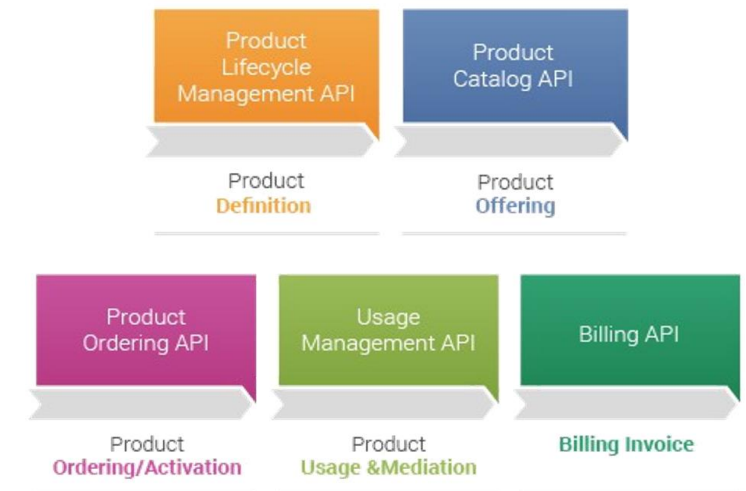 Product
Lifecycle
Management API
Product
Catalog API
Product
Definition
Product
Offering
Product
Ordering API
Usage
Management API
Billing API
Product
Ordering/Activation
Product
Usage &Mediation
Billing Invoice